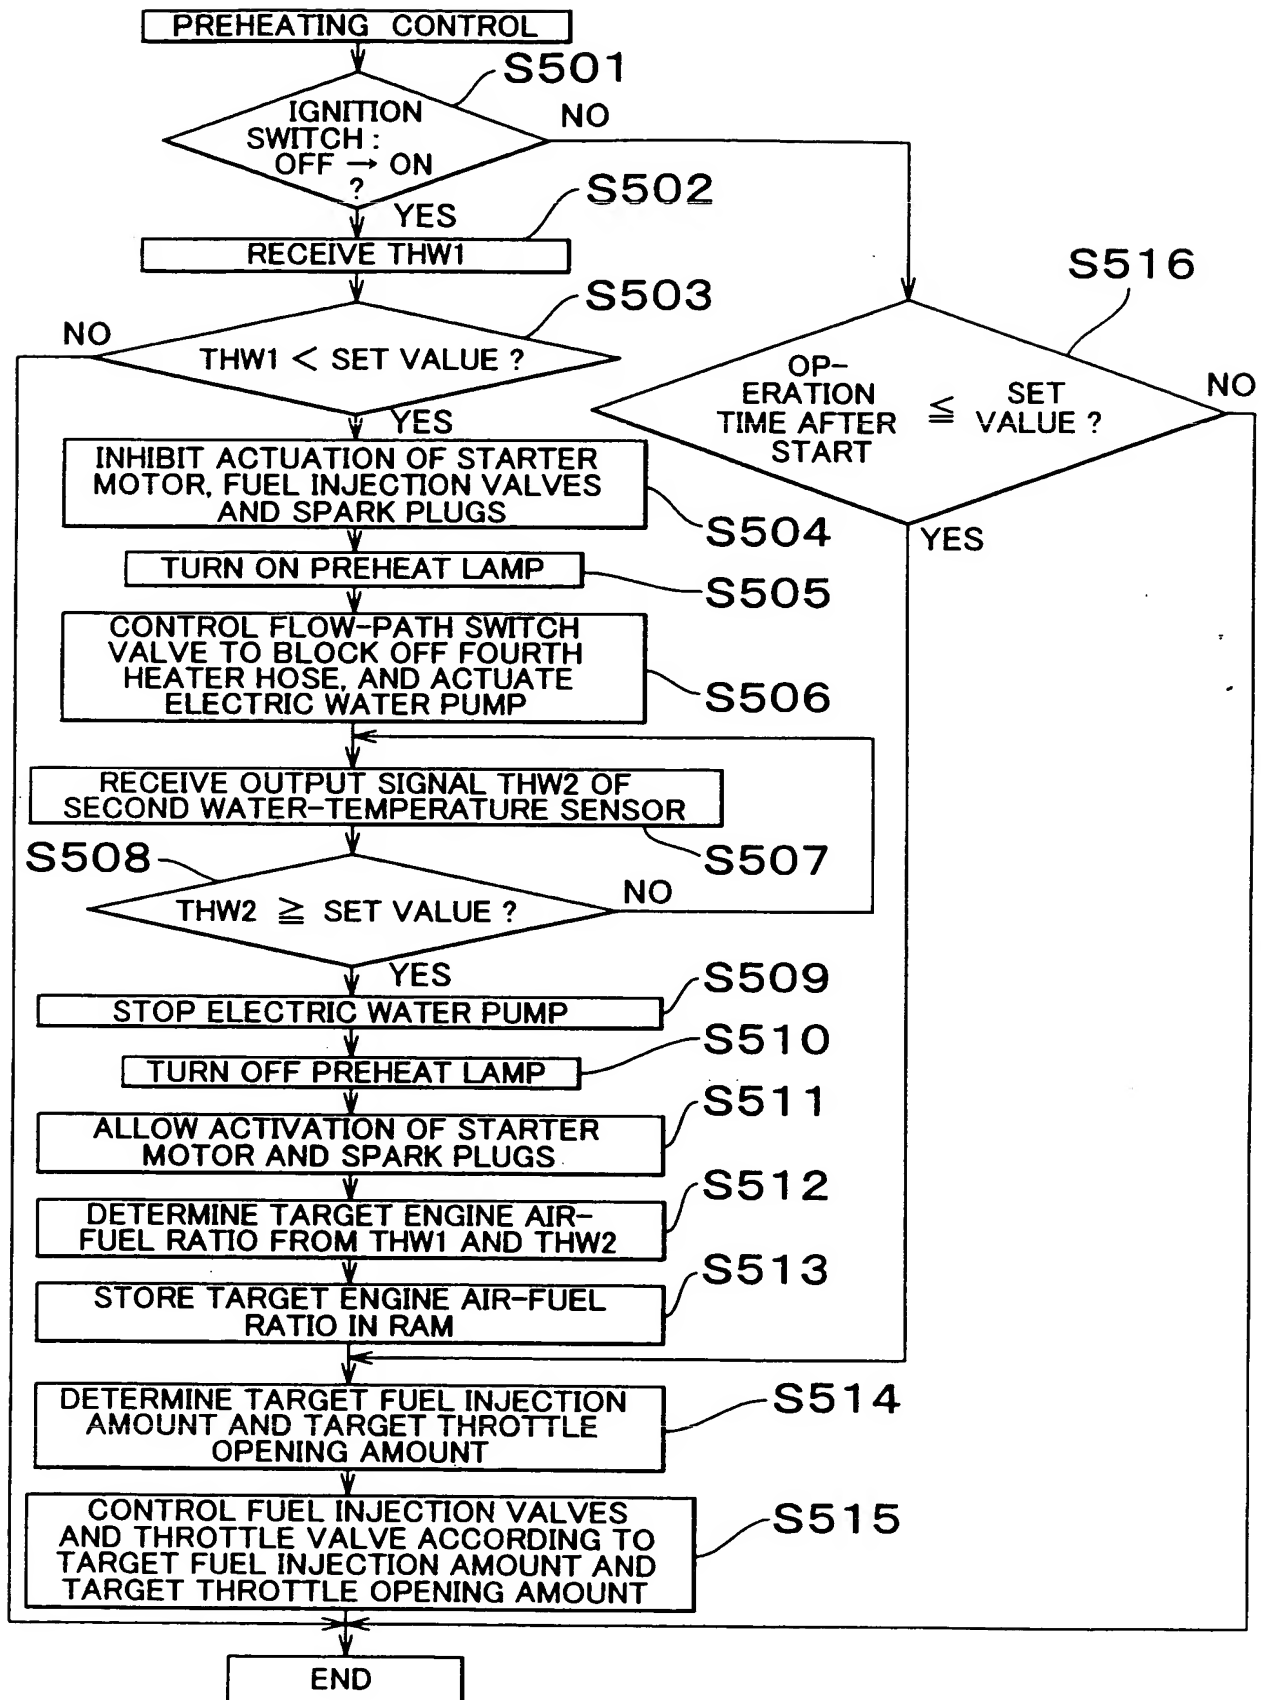 PREHEATING CONTROL
S501
IGNITION
SWITCH :
OFF → ON
?
NO
YES
S502
RECEIVE THW1
S503
NO
THW1 < SET VALUE ?
YES
S516
OP-
ERATION
TIME AFTER
START
≦
SET
VALUE ?
NO
YES
INHIBIT ACTUATION OF STARTER
MOTOR, FUEL INJECTION VALVES
AND SPARK PLUGS
S504
TURN ON PREHEAT LAMP
S505
CONTROL FLOW-PATH SWITCH
VALVE TO BLOCK OFF FOURTH
HEATER HOSE, AND ACTUATE
ELECTRIC WATER PUMP
S506
RECEIVE OUTPUT SIGNAL THW2 OF
SECOND WATER-TEMPERATURE SENSOR
S507
S508
THW2 ≧ SET VALUE ?
NO
YES
S509
STOP ELECTRIC WATER PUMP
S510
TURN OFF PREHEAT LAMP
S511
ALLOW ACTIVATION OF STARTER
MOTOR AND SPARK PLUGS
S512
DETERMINE TARGET ENGINE AIR-
FUEL RATIO FROM THW1 AND THW2
S513
STORE TARGET ENGINE AIR-FUEL
RATIO IN RAM
DETERMINE TARGET FUEL INJECTION
AMOUNT AND TARGET THROTTLE
OPENING AMOUNT
S514
CONTROL FUEL INJECTION VALVES
AND THROTTLE VALVE ACCORDING TO
TARGET FUEL INJECTION AMOUNT AND
TARGET THROTTLE OPENING AMOUNT
S515
END